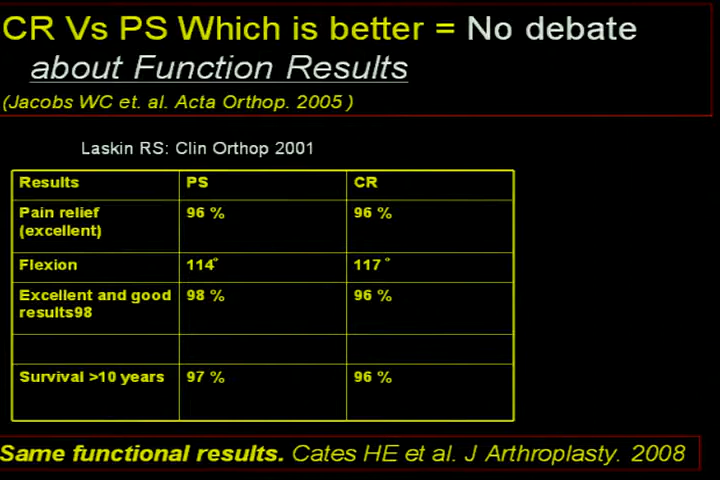 CR Vs PS Which is better = No debate
about Function Results
(Jacobs WC et. al. Acta Orthop. 2005 )
Laskin RS: Clin Orthop 2001
Results PS CR
Pain relief 96 % 96 %
(excellent)
Flexion 114° 117 °
Excellent and good 98 % 96 %
results98
Survival >10 years 97 % 96 %
Same functional results. Cates HE et al. J Arthroplasty. 2008